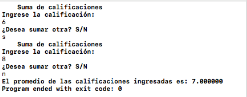 Suma de calificaciones
Ingrese la calificación:
6
¿Desea sumar otra? S/N
s
Suma de calificaciones
Ingrese la calificación:
8
¿Desea sumar otra? S/N
n
El promedio de las calificaciones ingresadas es: 7.000000
Program ended with exit code: 0